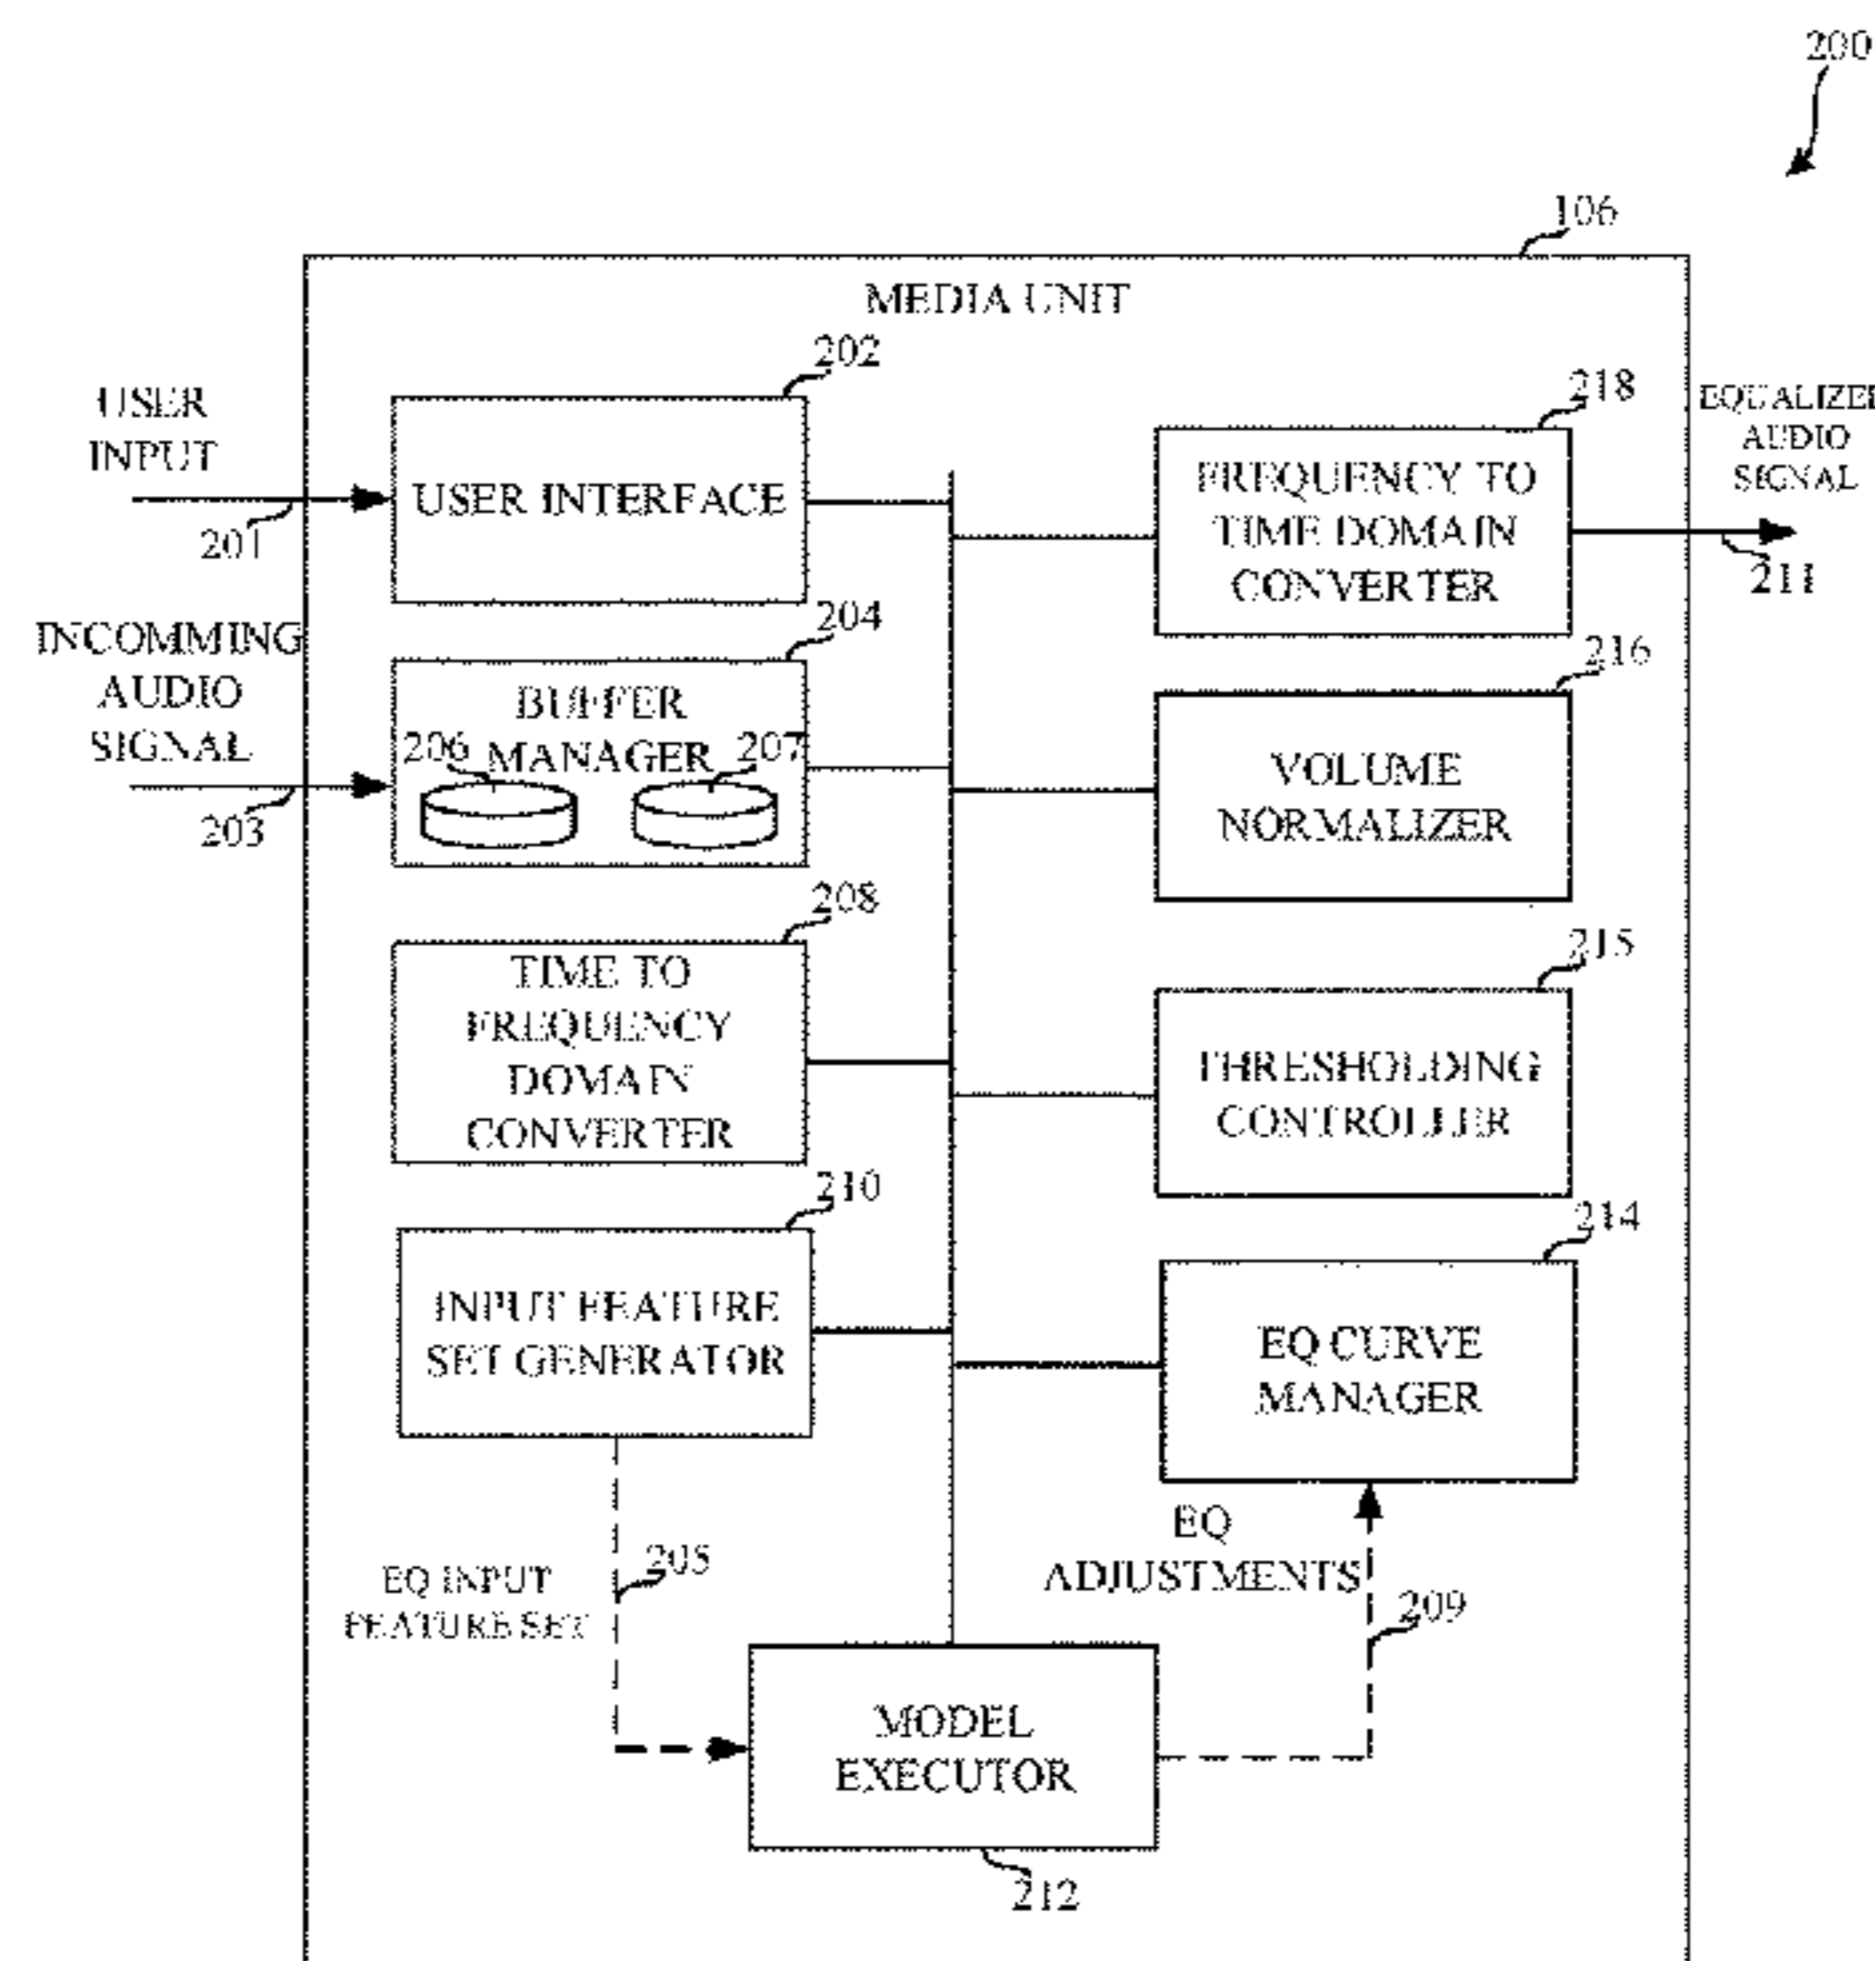 200
106
MEDIA UNIT
202
USER
INPUT
USER INTERFACE
201
218
FREQUENCY TO
TIME DOMAIN
CONVERTER
EQUALIZED
AUDIO
SIGNAL
211
INCOMMING
AUDIO
SIGNAL
203
204
BUFFER
MANAGER
206
207
216
VOLUME
NORMALIZER
208
TIME TO
FREQUENCY
DOMAIN
CONVERTER
215
THRESHOLDING
CONTROLLER
210
INPUT FEATURE
SET GENERATOR
214
EQ CURVE
MANAGER
EQ INPUT
FEATURE SET
205
EQ
ADJUSTMENTS
209
MODEL
EXECUTOR
212